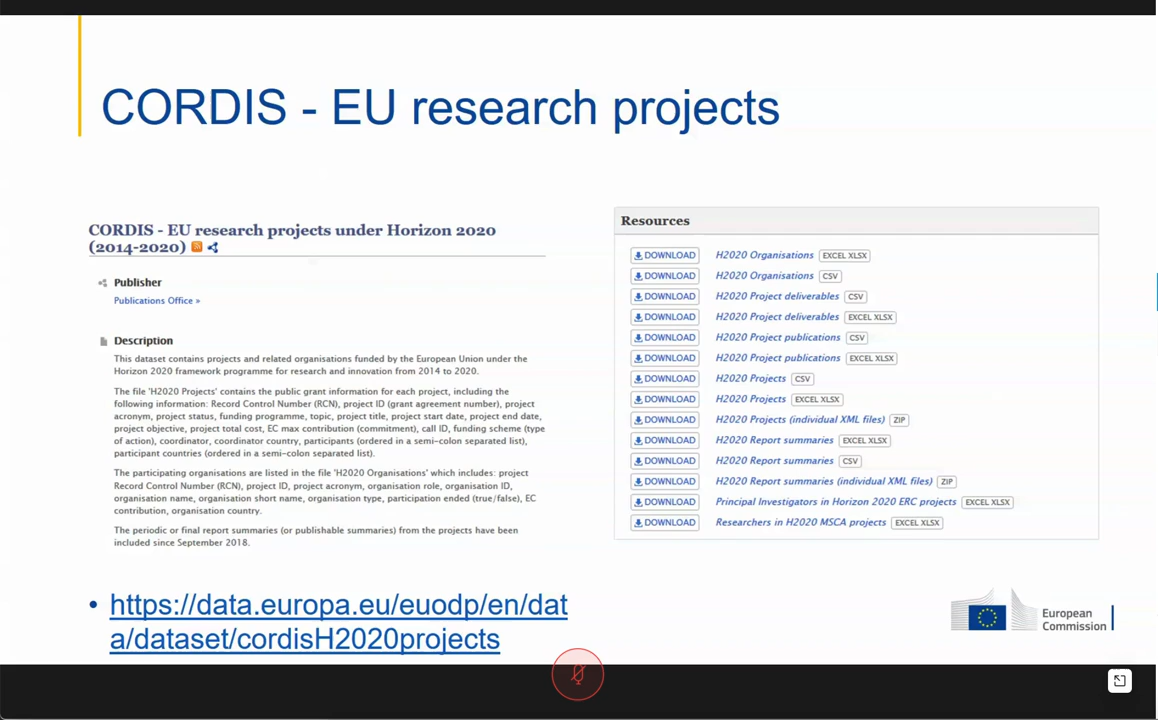 CORDIS - EU research projects
CORDIS - EU research projects under Horizon 2020
(2014-2020)
Publisher
Publications Office »
Description
This dataset contains projects and related organisations funded by the European Union under the
Horizon 2020 framework programme for research and innovation from 2014 to 2020.
The file 'H2020 Projects' contains the public grant information for each project, including the
following information: Record Control Number (RCN), project ID (grant agreement number), project
acronym, project status, funding programme, topic, project title, project start date, project end date,
project objective, project total cost, EC max contribution (commitment), call ID, funding scheme (type
of action), coordinator, coordinator country, participants (ordered in a semi-colon separated list),
participant countries (ordered in a semi-colon separated list).
The participating organisations are listed in the file 'H2020 Organisations' which includes: project
Record Control Number (RCN), project ID, project acronym, organisation role, organisation ID,
organisation name, organisation short name, organisation type, participation ended (true/false), EC
contribution, organisation country.
The periodic or final report summaries (or publishable summaries) from the projects have been
included since September 2018.
Resources
DOWNLOAD H2020 Organisations EXCEL XLSX
DOWNLOAD H2020 Organisations CSV
DOWNLOAD H2020 Project deliverables CSV
DOWNLOAD H2020 Project deliverables EXCEL XLSX
DOWNLOAD H2020 Project publications CSV
DOWNLOAD H2020 Project publications EXCEL XLSX
DOWNLOAD H2020 Projects CSV
DOWNLOAD H2020 Projects EXCEL XLSX
DOWNLOAD H2020 Projects (individual XML files) ZIP
DOWNLOAD H2020 Report summaries EXCEL XLSX
DOWNLOAD H2020 Report summaries CSV
DOWNLOAD H2020 Report summaries (individual XML files) ZIP
DOWNLOAD Principal Investigators in Horizon 2020 ERC projects EXCEL XLSX
DOWNLOAD Researchers in H2020 MSCA projects EXCEL XLSX
• https://data.europa.eu/euodp/en/dat
a/dataset/cordisH2020projects
European
Commission